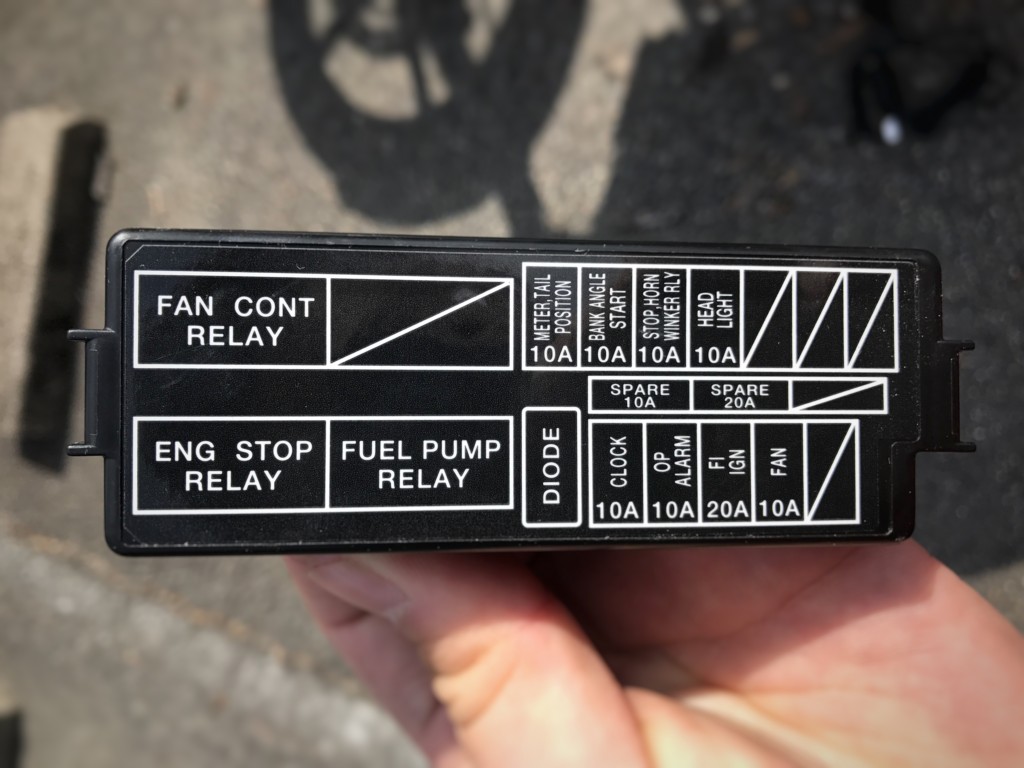 FAN CONT
RELAY
METER,TAIL
POSITION
10A
BANK ANGLE
START
10A
STOP,HORN
WINKER RLY
10A
HEAD
LIGHT
10A
SPARE
10A
SPARE
20A
ENG STOP
RELAY
FUEL PUMP
RELAY
DIODE
CLOCK
10A
OP
ALARM
10A
FI
IGN
20A
FAN
10A